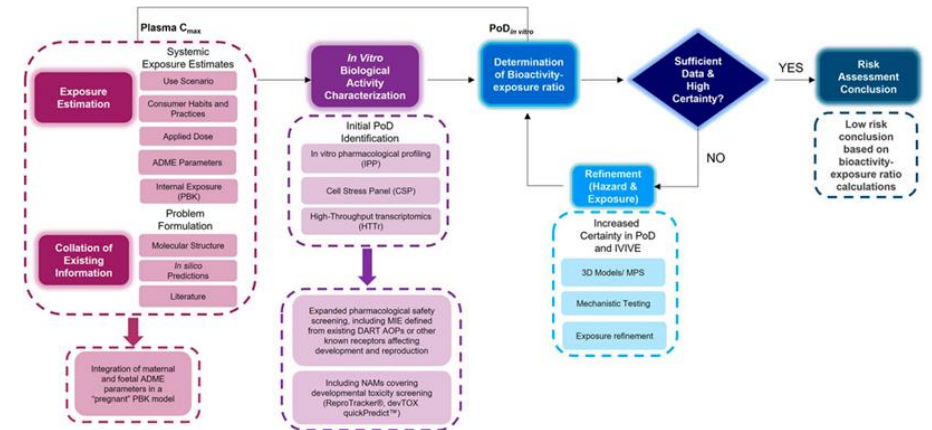 Plasma Cmax
PoDin vitro
Systemic
Exposure Estimates
Exposure
Estimation
Use Scenario
Consumer Habits and
Practices
Applied Dose
ADME Parameters
Internal Exposure
(PBK)
Problem
Formulation
Collation of
Existing
Information
Molecular Structure
In silico
Predictions
Literature
Integration of maternal
and foetal ADME
parameters in a
"pregnant" PBK model
In Vitro
Biological
Activity
Characterization
Initial PoD
Identification
In vitro pharmacological profiling
(IPP)
Cell Stress Panel (CSP)
High-Throughput transcriptomics
(HTTr)
Expanded pharmacological safety
screening, including MIE defined
from existing DART AOPs or other
known receptors affecting
development and reproduction
Including NAMs covering
developmental toxicity screening
(ReproTracker®, devTOX
quickPredict™)
Determination
of Bioactivity-
exposure ratio
Sufficient
Data &
High
Certainty?
YES
NO
Refinement
(Hazard &
Exposure)
Increased
Certainty in PoD
and IVIVE
3D Models/ MPS
Mechanistic Testing
Exposure refinement
Risk
Assessment
Conclusion
Low risk
conclusion
based on
bioactivity-
exposure ratio
calculations